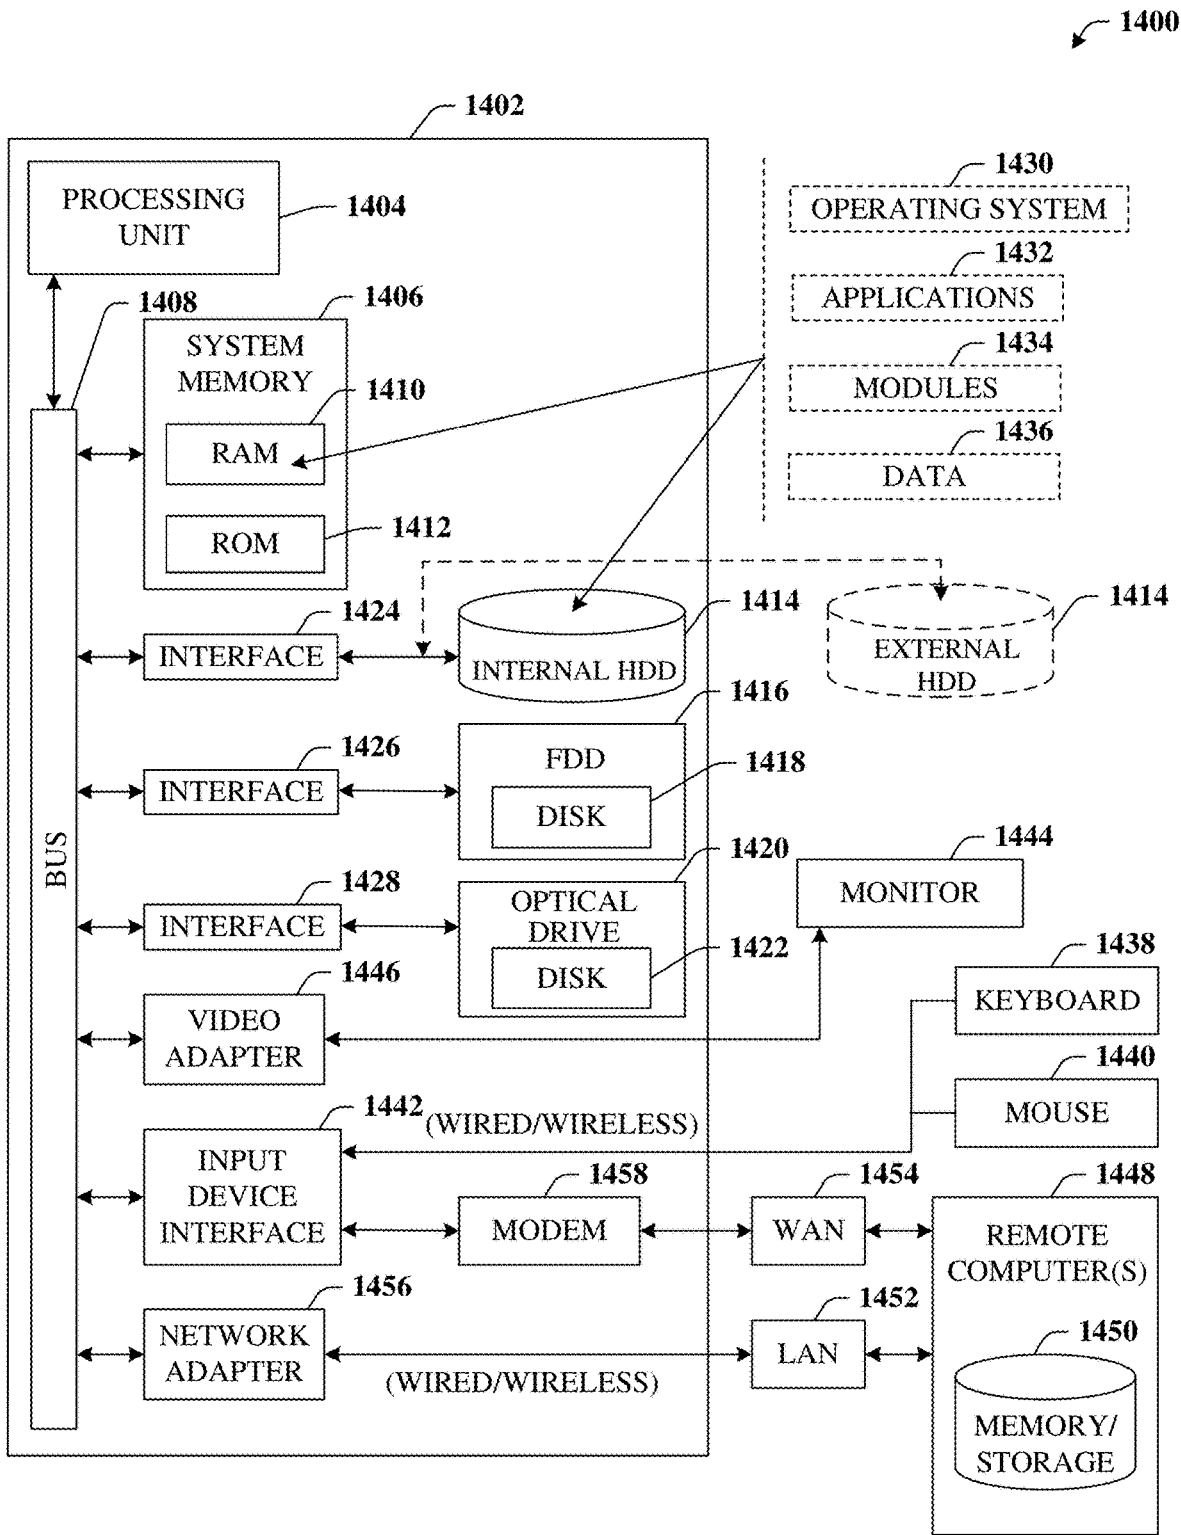 1400
1402
PROCESSING
UNIT
1404
1408
1406
SYSTEM
MEMORY
1410
RAM
1412
ROM
1430
OPERATING SYSTEM
1432
APPLICATIONS
1434
MODULES
1436
DATA
1424
INTERFACE
1414
INTERNAL HDD
1414
EXTERNAL
HDD
1416
1426
FDD
INTERFACE
1418
DISK
BUS
1420
1428
OPTICAL
DRIVE
INTERFACE
1422
DISK
1444
MONITOR
1446
VIDEO
ADAPTER
1438
KEYBOARD
1440
MOUSE
1442
(WIRED/WIRELESS)
INPUT
DEVICE
INTERFACE
1458
MODEM
1454
WAN
1448
REMOTE
COMPUTER(S)
1456
NETWORK
ADAPTER
(WIRED/WIRELESS)
1452
LAN
1450
MEMORY/
STORAGE